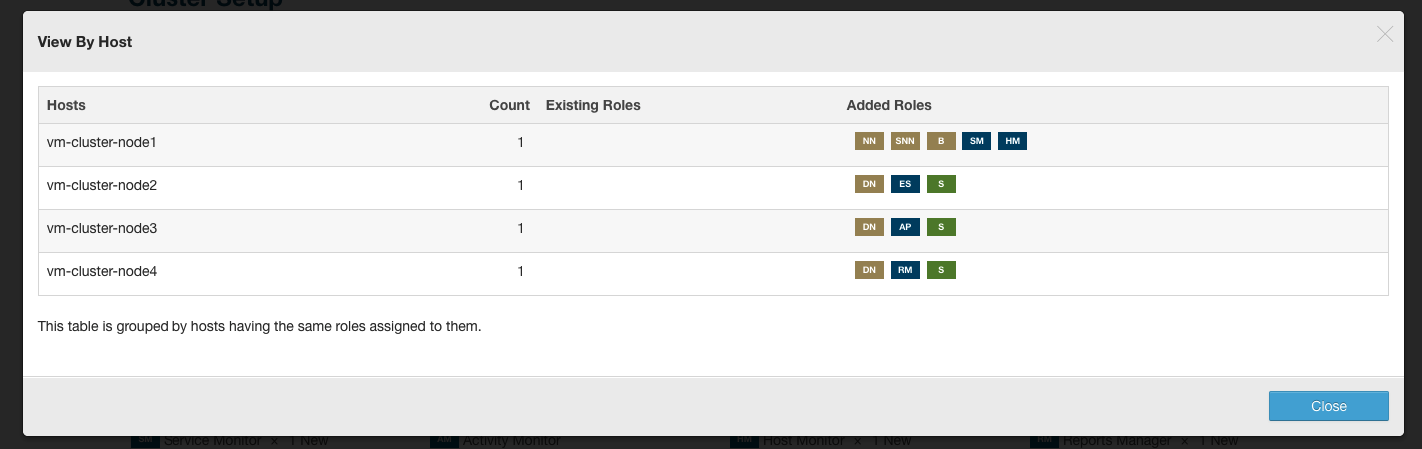 Cluster Setup
View By Host
Hosts Count Existing Roles Added Roles
vm-cluster-node1 1 NN SNN B SM HM
vm-cluster-node2 1 DN ES S
vm-cluster-node3 1 DN AP S
vm-cluster-node4 1 DN RM S
This table is grouped by hosts having the same roles assigned to them.
Close
SM Service Monitor × 1 New AM Activity Monitor HM Host Monitor × 1 New RM Reports Manager × 1 New